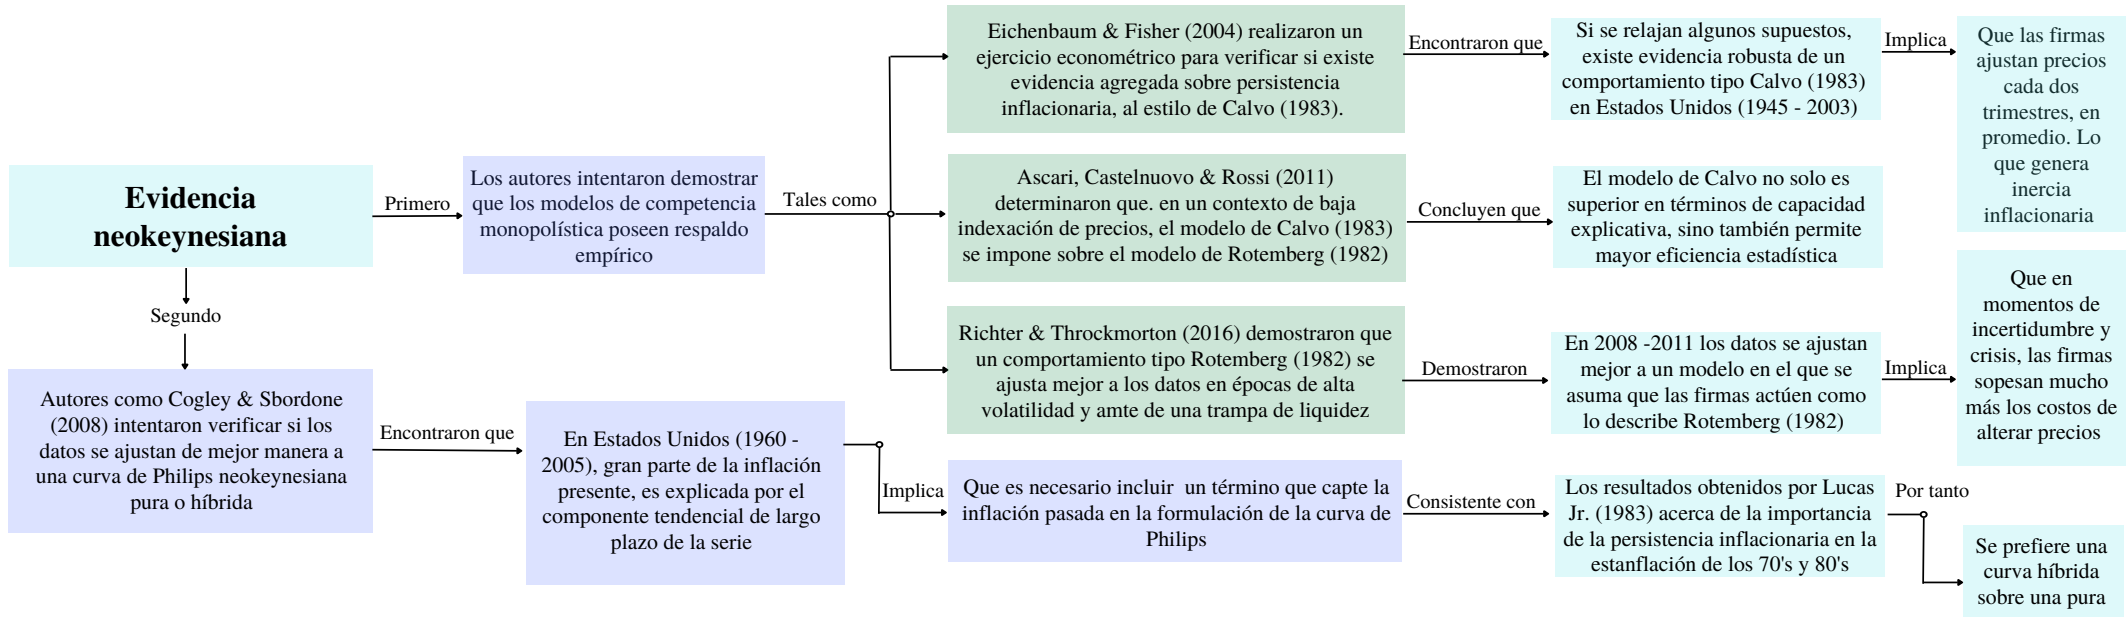 Evidencia
neokeynesiana
Primero
Los autores intentaron demostrar
que los modelos de competencia
monopolística poseen respaldo
empírico
Tales como
Eichenbaum & Fisher (2004) realizaron un
ejercicio econométrico para verificar si existe
evidencia agregada sobre persistencia
inflacionaria, al estilo de Calvo (1983).
Encontraron que
Si se relajan algunos supuestos,
existe evidencia robusta de un
comportamiento tipo Calvo (1983)
en Estados Unidos (1945 - 2003)
Implica
Que las firmas
ajustan precios
cada dos
trimestres, en
promedio. Lo
que genera
inercia
inflacionaria
Ascari, Castelnuovo & Rossi (2011)
determinaron que. en un contexto de baja
indexación de precios, el modelo de Calvo (1983)
se impone sobre el modelo de Rotemberg (1982)
Concluyen que
El modelo de Calvo no solo es
superior en términos de capacidad
explicativa, sino también permite
mayor eficiencia estadística
Richter & Throckmorton (2016) demostraron que
un comportamiento tipo Rotemberg (1982) se
ajusta mejor a los datos en épocas de alta
volatilidad y amte de una trampa de liquidez
Demostraron
En 2008 -2011 los datos se ajustan
mejor a un modelo en el que se
asuma que las firmas actúen como
lo describe Rotemberg (1982)
Implica
Que en
momentos de
incertidumbre y
crisis, las firmas
sopesan mucho
más los costos de
alterar precios
Segundo
Autores como Cogley & Sbordone
(2008) intentaron verificar si los
datos se ajustan de mejor manera a
una curva de Philips neokeynesiana
pura o híbrida
Encontraron que
En Estados Unidos (1960 -
2005), gran parte de la inflación
presente, es explicada por el
componente tendencial de largo
plazo de la serie
Implica
Que es necesario incluir un término que capte la
inflación pasada en la formulación de la curva de
Philips
Consistente con
Los resultados obtenidos por Lucas
Jr. (1983) acerca de la importancia
de la persistencia inflacionaria en la
estanflación de los 70's y 80's
Por tanto
Se prefiere una
curva híbrida
sobre una pura